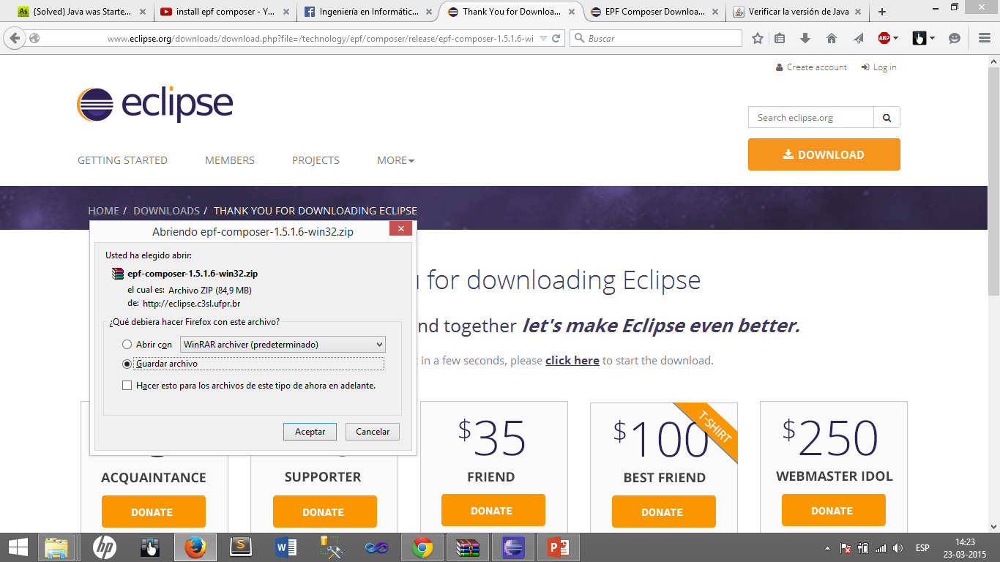 {Solved} Java was Starte...
install epf composer - Y...
Ingeniería en Informátic...
Thank You for Downloa...
EPF Composer Downloa...
Verificar la versión de Java
www.eclipse.org/downloads/download.php?file=/technology/epf/composer/release/epf-composer-1.5.1.6-wi
Buscar
ABP
Create account
Log in
eclipse
Search eclipse.org
DOWNLOAD
GETTING STARTED
MEMBERS
PROJECTS
MORE
HOME / DOWNLOADS / THANK YOU FOR DOWNLOADING ECLIPSE
Abriendo epf-composer-1.5.1.6-win32.zip
Usted ha elegido abrir:
epf-composer-1.5.1.6-win32.zip
el cual es: Archivo ZIP (84,9 MB)
de: http://eclipse.c3sl.ufpr.br
¿Qué debiera hacer Firefox con este archivo?
Abrir con
WinRAR archiver (predeterminado)
Guardar archivo
Hacer esto para los archivos de este tipo de ahora en adelante.
Aceptar
Cancelar
for downloading Eclipse
together let's make Eclipse even better.
in a few seconds, please click here to start the download.
$35
$100
T-SHIRT
$250
ACQUAINTANCE
SUPPORTER
FRIEND
BEST FRIEND
WEBMASTER IDOL
DONATE
DONATE
DONATE
DONATE
DONATE
ESP
14:23
23-03-2015